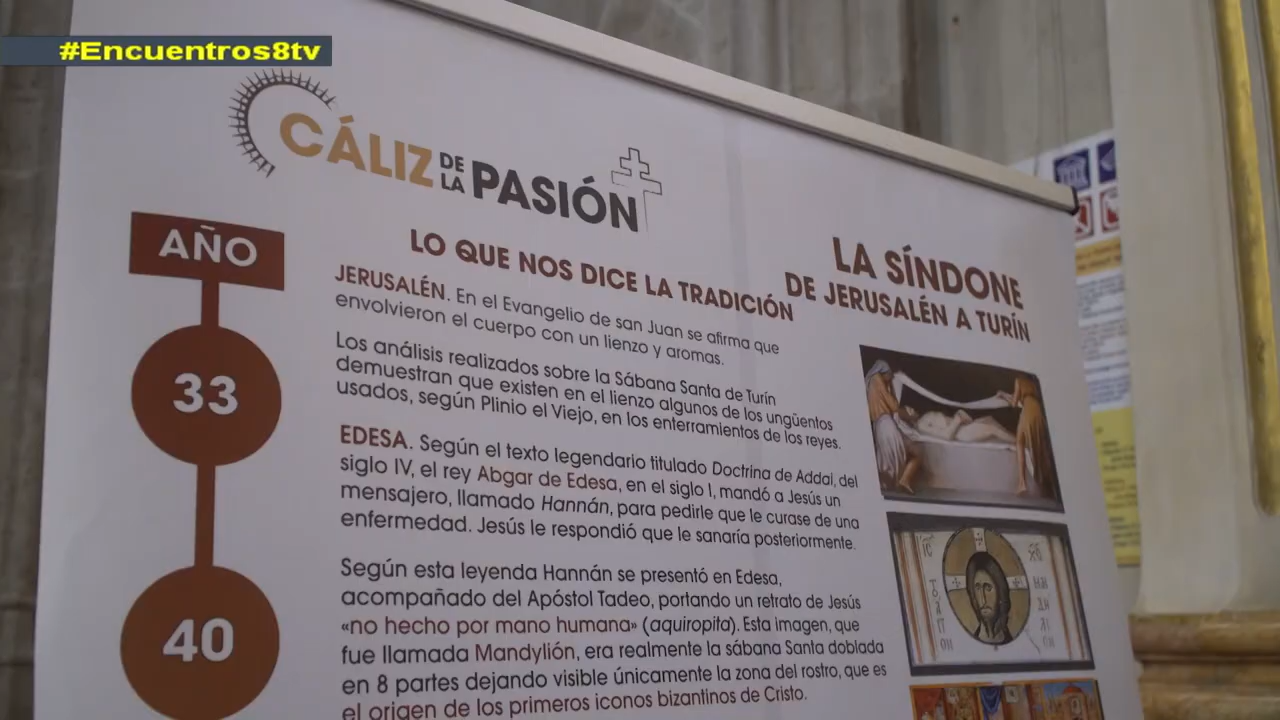 #Encuentros8tv
CÁLIZ DE LA PASIÓN
AÑO
33
40
LO QUE NOS DICE LA TRADICIÓN
JERUSALÉN. En el Evangelio de san Juan se afirma que
envolvieron el cuerpo con un lienzo y aromas.
Los análisis realizados sobre la Sábana Santa de Turín
demuestran que existen en el lienzo algunos de los ungüentos
usados, según Plinio el Viejo, en los enterramientos de los reyes.
EDESA. Según el texto legendario titulado Doctrina de Addai, del
siglo IV, el rey Abgar de Edesa, en el siglo I, mandó a Jesús un
mensajero, llamado Hannán, para pedirle que le curase de una
enfermedad. Jesús le respondió que le sanaría posteriormente.
Según esta leyenda Hannán se presentó en Edesa,
acompañado del Apóstol Tadeo, portando un retrato de Jesús
«no hecho por mano humana» (aquiropita). Esta imagen, que
fue llamada Mandylión, era realmente la sábana Santa doblada
en 8 partes dejando visible únicamente la zona del rostro, que es
el origen de los primeros iconos bizantinos de Cristo.
LA SÍNDONE
DE JERUSALÉN A TURÍN